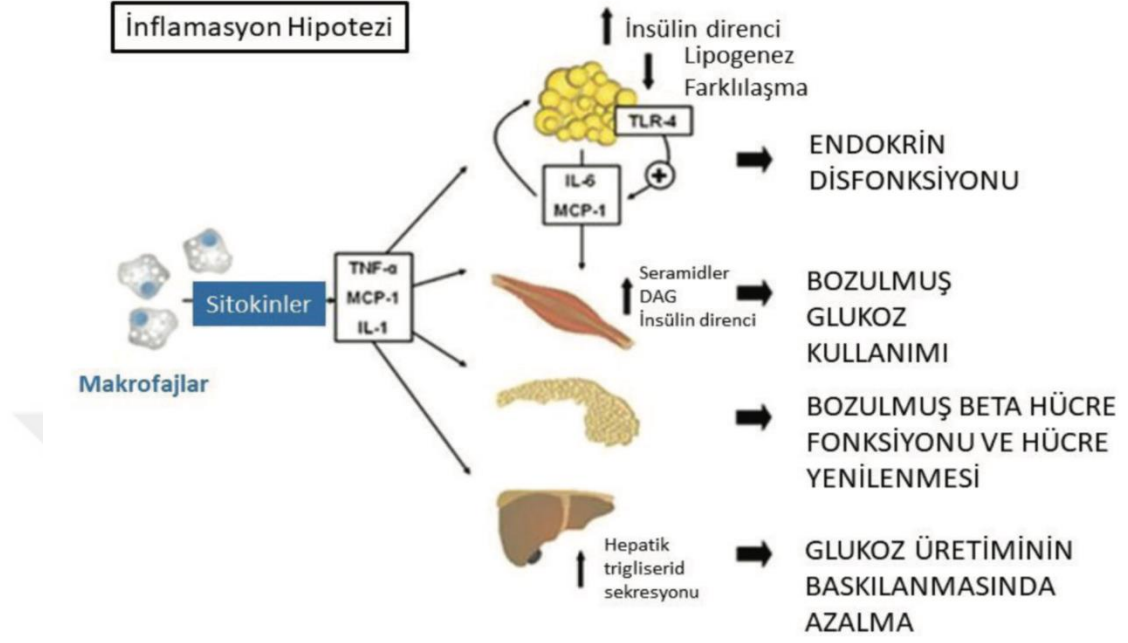 İnflamasyon Hipotezi
İnsülin direnci
Lipogenez
Farklılaşma
TLR-4
+
IL-6
MCP-1
ENDOKRİN
DİSFONKSİYONU
Makrofajlar
Sitokinler
TNF-α
MCP-1
IL-1
Seramidler
DAG
İnsülin direnci
BOZULMUŞ
GLUKOZ
KULLANIMI
BOZULMUŞ BETA HÜCRE
FONKSİYONU VE HÜCRE
YENİLENMESİ
Hepatik
trigliserid
sekresyonu
GLUKOZ ÜRETİMİNİN
BASKILANMASINDA
AZALMA